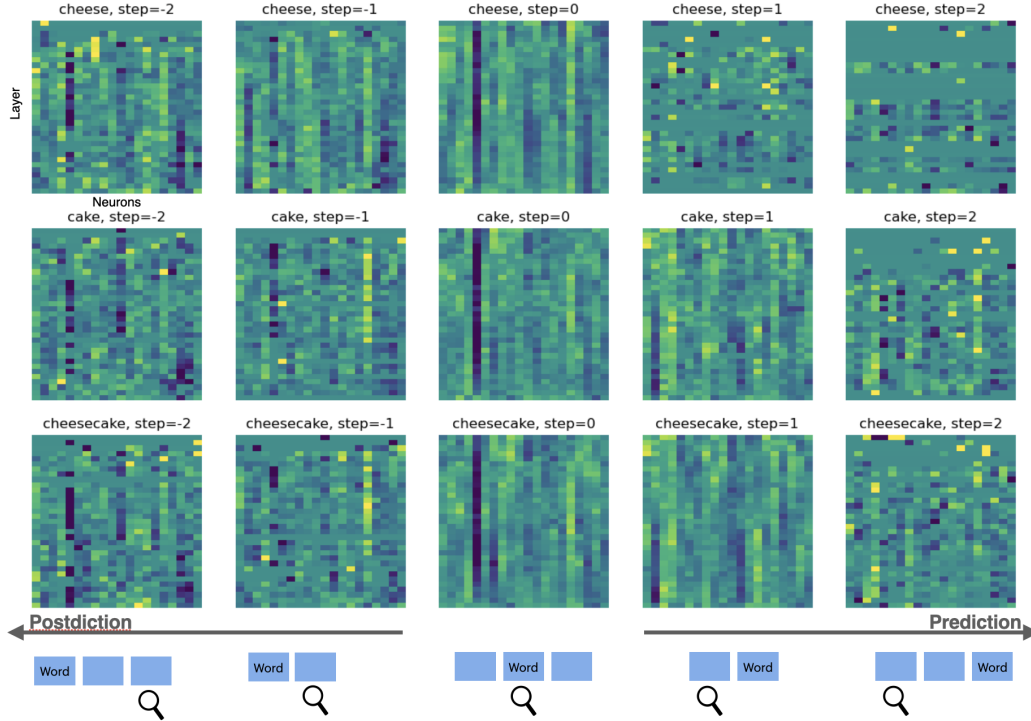 cheese, step=-2
cheese, step=-1
cheese, step=0
cheese, step=1
cheese, step=2
Layer
Neurons
cake, step=-2
cake, step=-1
cake, step=0
cake, step=1
cake, step=2
cheesecake, step=-2
cheesecake, step=-1
cheesecake, step=0
cheesecake, step=1
cheesecake, step=2
Postdiction
Prediction
Word
Word
Word
Word
Word